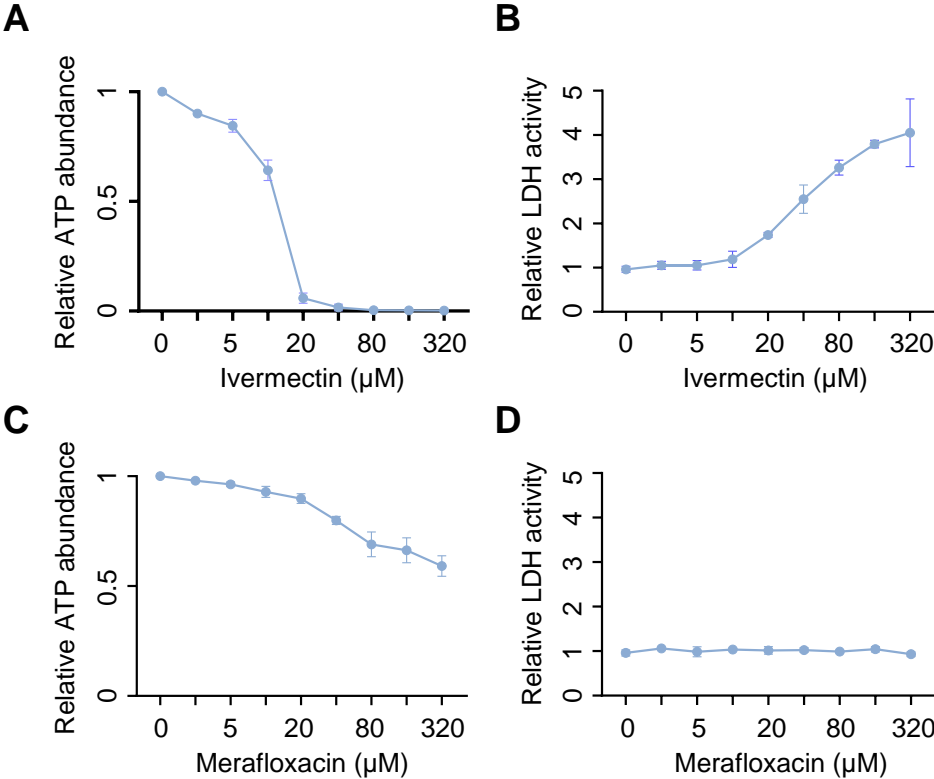 A
Relative ATP abundance
1
0.5
0
0 5 20 80 320
Ivermectin (µM)
B
Relative LDH activity
5
4
3
2
1
0
0 5 20 80 320
Ivermectin (µM)
C
Relative ATP abundance
1
0.5
0
0 5 20 80 320
Merafloxacin (µM)
D
Relative LDH activity
5
4
3
2
1
0
0 5 20 80 320
Merafloxacin (µM)